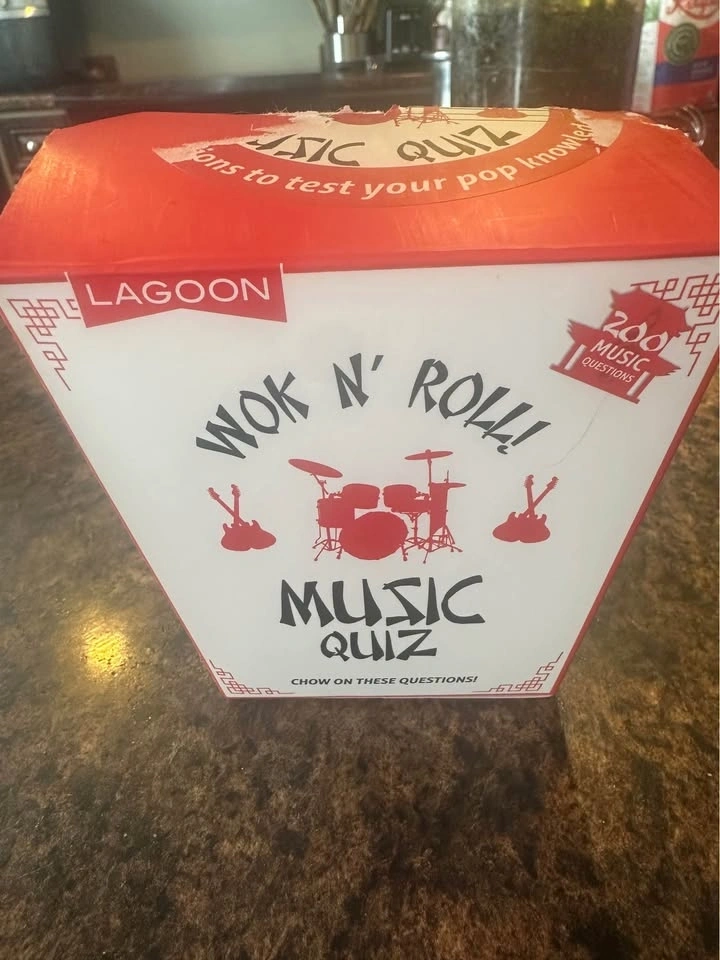 USIC QUIZ
ons to test your pop knowle
LAGOON
200
MUSIC
QUESTIONS
WOK N' ROLL!
MUSIC
QUIZ
CHOW ON THESE QUESTIONS!